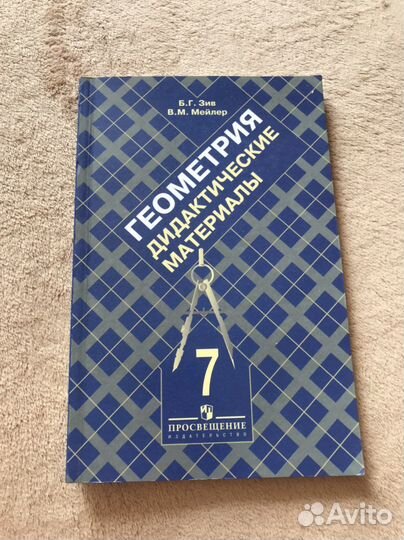 Б.Г. Зив
В.М. Мейлер
ГЕОМЕТРИЯ
ДИДАКТИЧЕСКИЕ
МАТЕРИАЛЫ
7
ПРОСВЕЩЕНИЕ
ИЗДАТЕЛЬСТВО
Avito